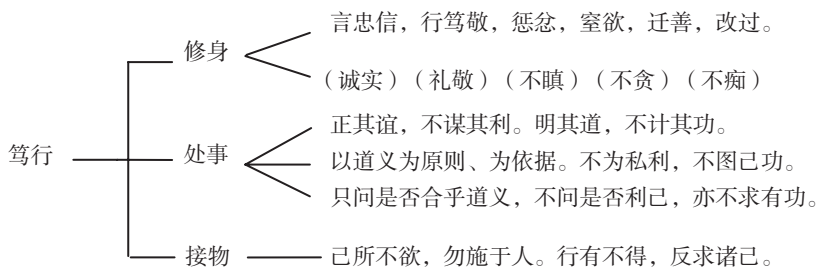 言忠信，行笃敬，惩忿，窒欲，迁善，改过。
修身
（诚实）（礼敬）（不瞋）（不贪）（不痴）
正其谊，不谋其利。明其道，不计其功。
笃行
处事
以道义为原则、为依据。不为私利，不图己功。
只问是否合乎道义，不问是否利己，亦不求有功。
接物
己所不欲，勿施于人。行有不得，反求诸己。